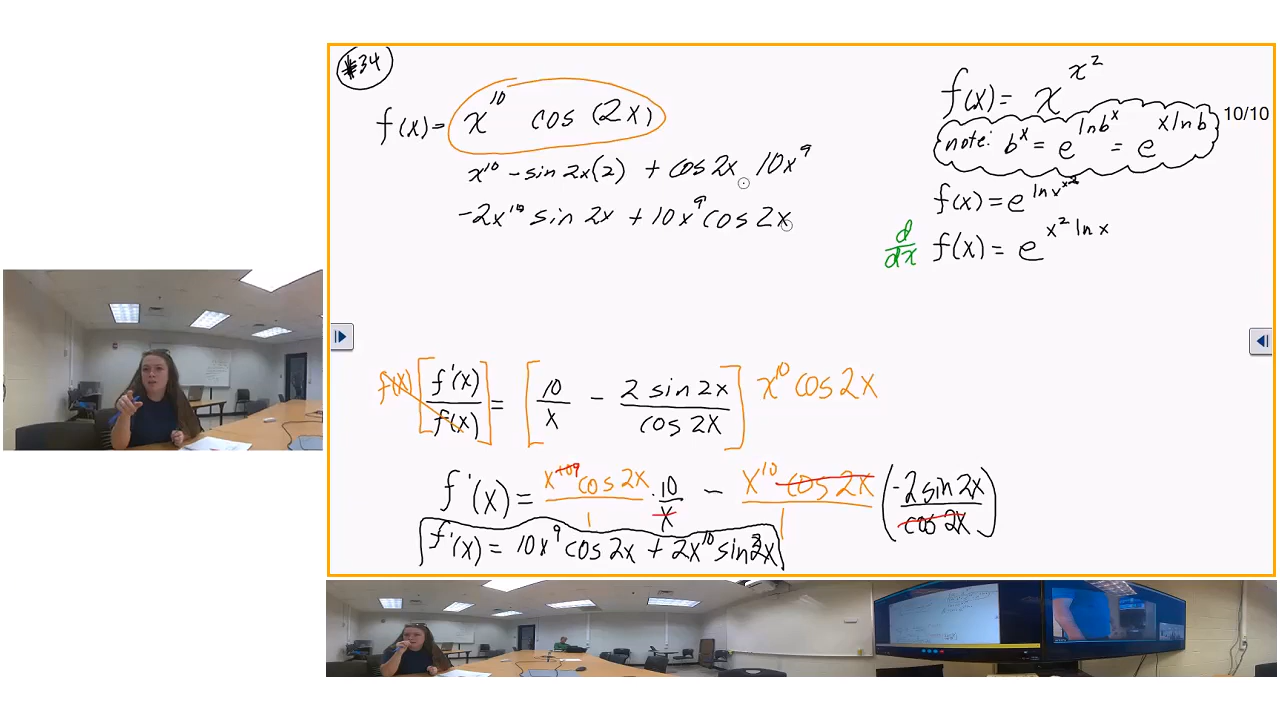 #34
f(x) = x^10 cos (2x)
x^10 - sin 2x(2) + cos 2x 10x^9
-2x^10 sin 2x + 10x^9 cos 2x
f(x) [f'(x)/f(x)] = [10/x - 2 sin 2x/cos 2x] x^10 cos 2x
f'(x) = x^10 9 cos 2x/1 · 10/x - x^10 cos 2x/1 (-2 sin 2x/cos 2x)
f'(x) = 10x^9 cos 2x + 2x^10 sin 2x
f(x) = x^x^2
10/10
note: b^x = e^ln b^x = e^x ln b
f(x) = e^ln x^x^2
d/dx f(x) = e^x^2 ln x